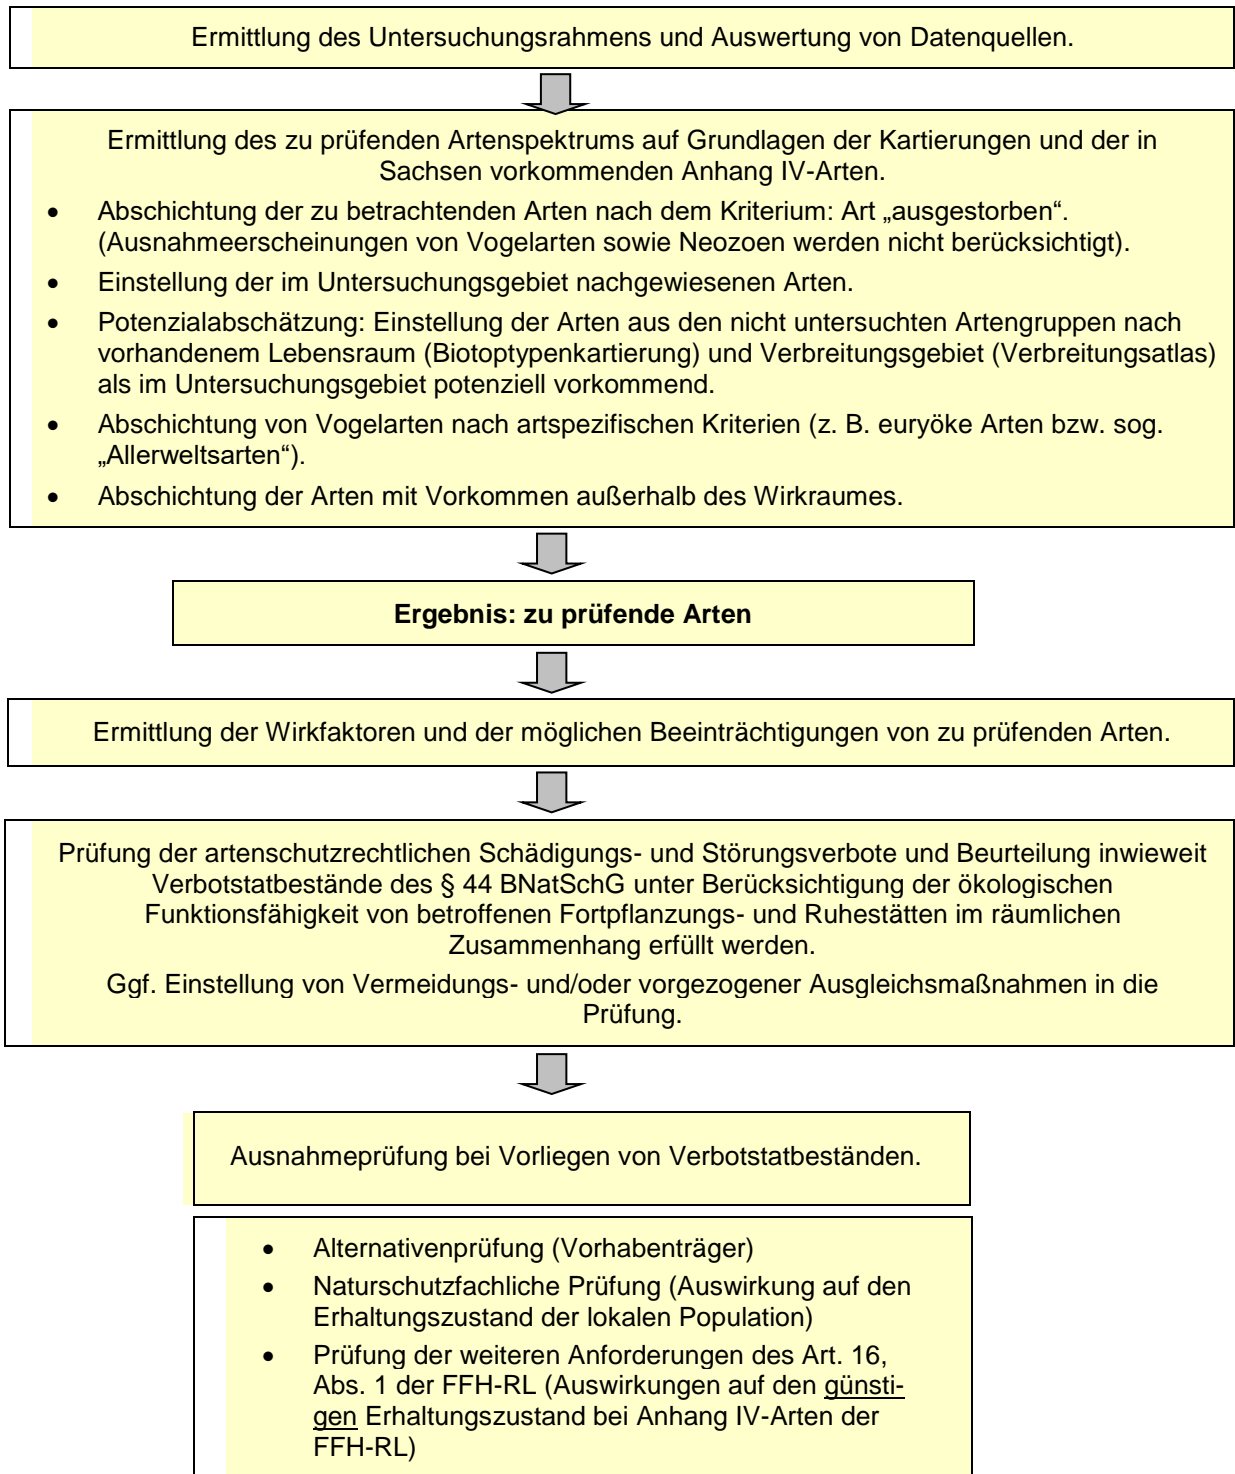 Ermittlung des Untersuchungsrahmens und Auswertung von Datenquellen.
Ermittlung des zu prüfenden Artenspektrums auf Grundlagen der Kartierungen und der in
Sachsen vorkommenden Anhang IV-Arten.
• Abschichtung der zu betrachtenden Arten nach dem Kriterium: Art „ausgestorben“.
(Ausnahmeerscheinungen von Vogelarten sowie Neozoen werden nicht berücksichtigt).
• Einstellung der im Untersuchungsgebiet nachgewiesenen Arten.
• Potenzialabschätzung: Einstellung der Arten aus den nicht untersuchten Artengruppen nach
vorhandenem Lebensraum (Biotoptypenkartierung) und Verbreitungsgebiet (Verbreitungsatlas)
als im Untersuchungsgebiet potenziell vorkommend.
• Abschichtung von Vogelarten nach artspezifischen Kriterien (z. B. euryöke Arten bzw. sog.
„Allerweltsarten“).
• Abschichtung der Arten mit Vorkommen außerhalb des Wirkraumes.
Ergebnis: zu prüfende Arten
Ermittlung der Wirkfaktoren und der möglichen Beeinträchtigungen von zu prüfenden Arten.
Prüfung der artenschutzrechtlichen Schädigungs- und Störungsverbote und Beurteilung inwieweit
Verbotstatbestände des § 44 BNatSchG unter Berücksichtigung der ökologischen
Funktionsfähigkeit von betroffenen Fortpflanzungs- und Ruhestätten im räumlichen
Zusammenhang erfüllt werden.
Ggf. Einstellung von Vermeidungs- und/oder vorgezogener Ausgleichsmaßnahmen in die
Prüfung.
Ausnahmeprüfung bei Vorliegen von Verbotstatbeständen.
• Alternativenprüfung (Vorhabenträger)
• Naturschutzfachliche Prüfung (Auswirkung auf den
Erhaltungszustand der lokalen Population)
• Prüfung der weiteren Anforderungen des Art. 16,
Abs. 1 der FFH-RL (Auswirkungen auf den günsti-
gen Erhaltungszustand bei Anhang IV-Arten der
FFH-RL)